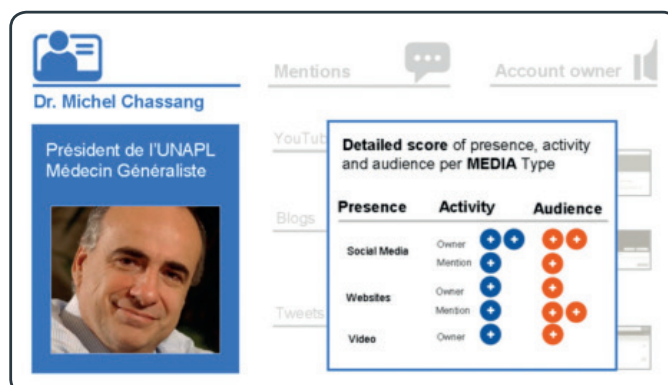 Mentions
Account owner
Dr. Michel Chassang
Président de l'UNAPL
Médecin Généraliste
YouTub
Blogs
Tweets
Detailed score of presence, activity
and audience per MEDIA Type
Presence Activity Audience
Social Media Owner
Mention
Websites Owner
Mention
Video Owner